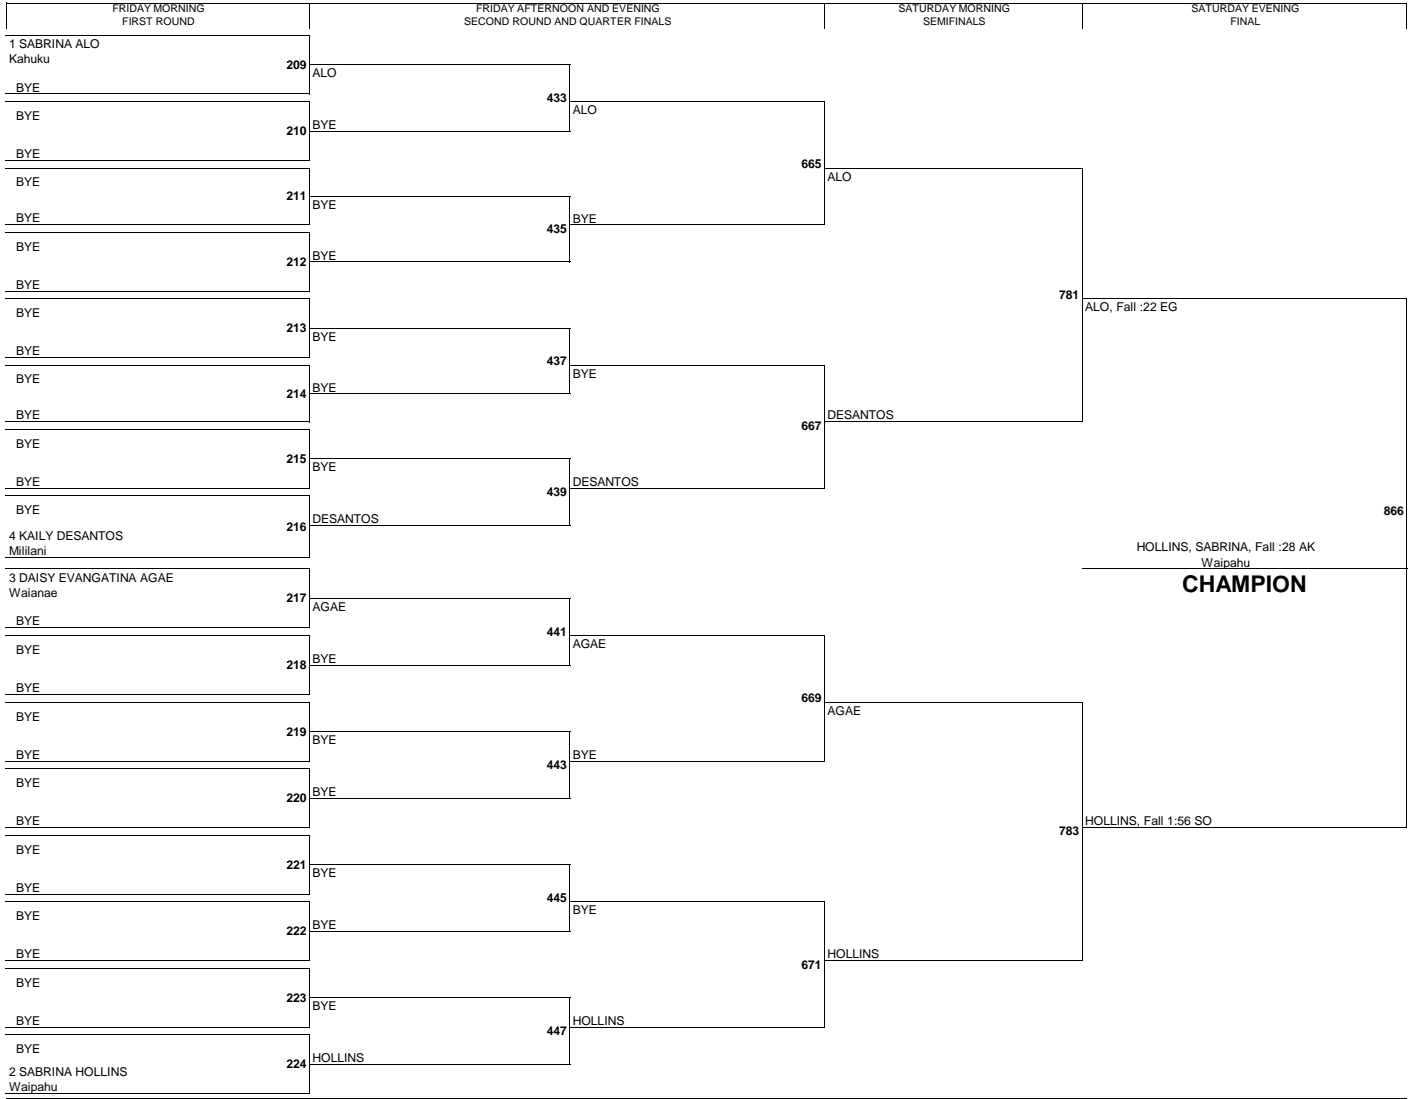 FRIDAY MORNING
FIRST ROUND
FRIDAY AFTERNOON AND EVENING
SECOND ROUND AND QUARTER FINALS
SATURDAY MORNING
SEMIFINALS
SATURDAY EVENING
FINAL
1 SABRINA ALO
Kahuku
209
BYE
BYE
210
BYE
BYE
211
BYE
BYE
212
BYE
BYE
213
BYE
BYE
214
BYE
BYE
215
BYE
BYE
216
4 KAILY DESANTOS
Mililani
3 DAISY EVANGATINA AGAE
Waianae
217
BYE
BYE
218
BYE
BYE
219
BYE
BYE
220
BYE
BYE
221
BYE
BYE
222
BYE
BYE
223
BYE
BYE
224
2 SABRINA HOLLINS
Waipahu
ALO
433
BYE
BYE
435
BYE
BYE
437
BYE
BYE
439
DESANTOS
AGAE
441
BYE
BYE
443
BYE
BYE
445
BYE
BYE
447
HOLLINS
ALO
665
BYE
BYE
667
DESANTOS
AGAE
669
BYE
BYE
671
HOLLINS
ALO
781
DESANTOS
AGAE
783
HOLLINS
ALO, Fall :22 EG
866
HOLLINS, SABRINA, Fall :28 AK
Waipahu
CHAMPION
HOLLINS, Fall 1:56 SO